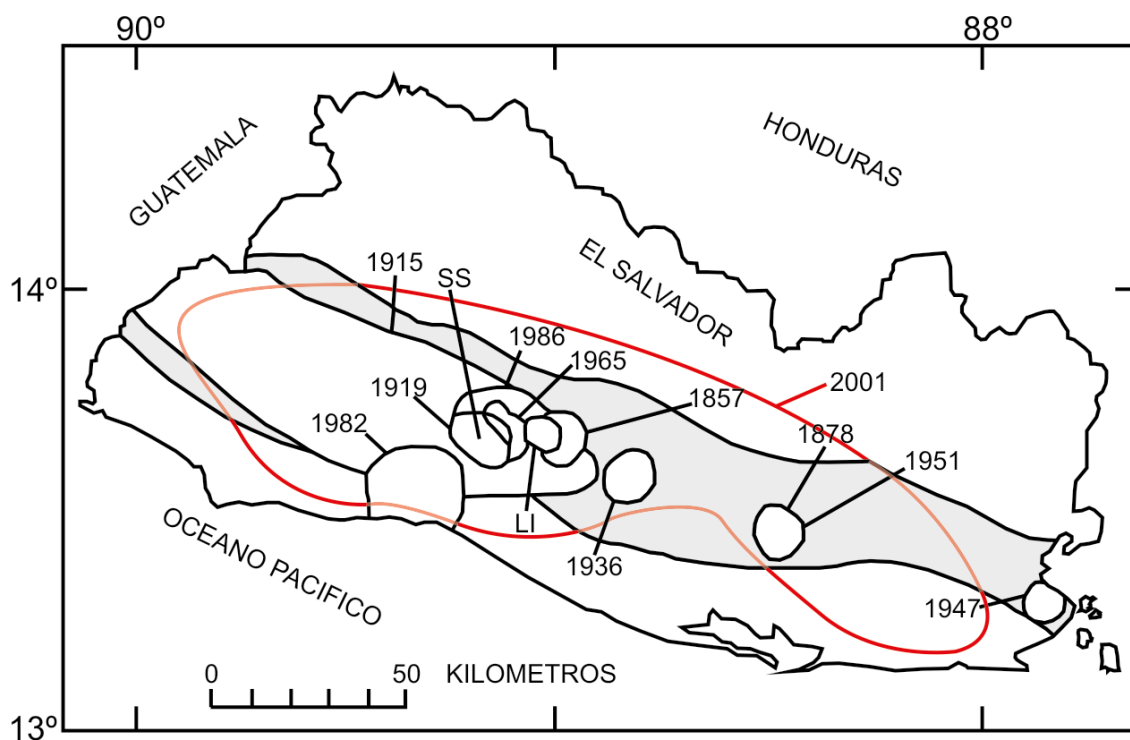 90º
88º
GUATEMALA
HONDURAS
EL SALVADOR
14º
1915
SS
1986
1965
1919
1857
2001
1982
1878
1951
LI
1936
OCEANO PACIFICO
1947
0
50
KILOMETROS
13º